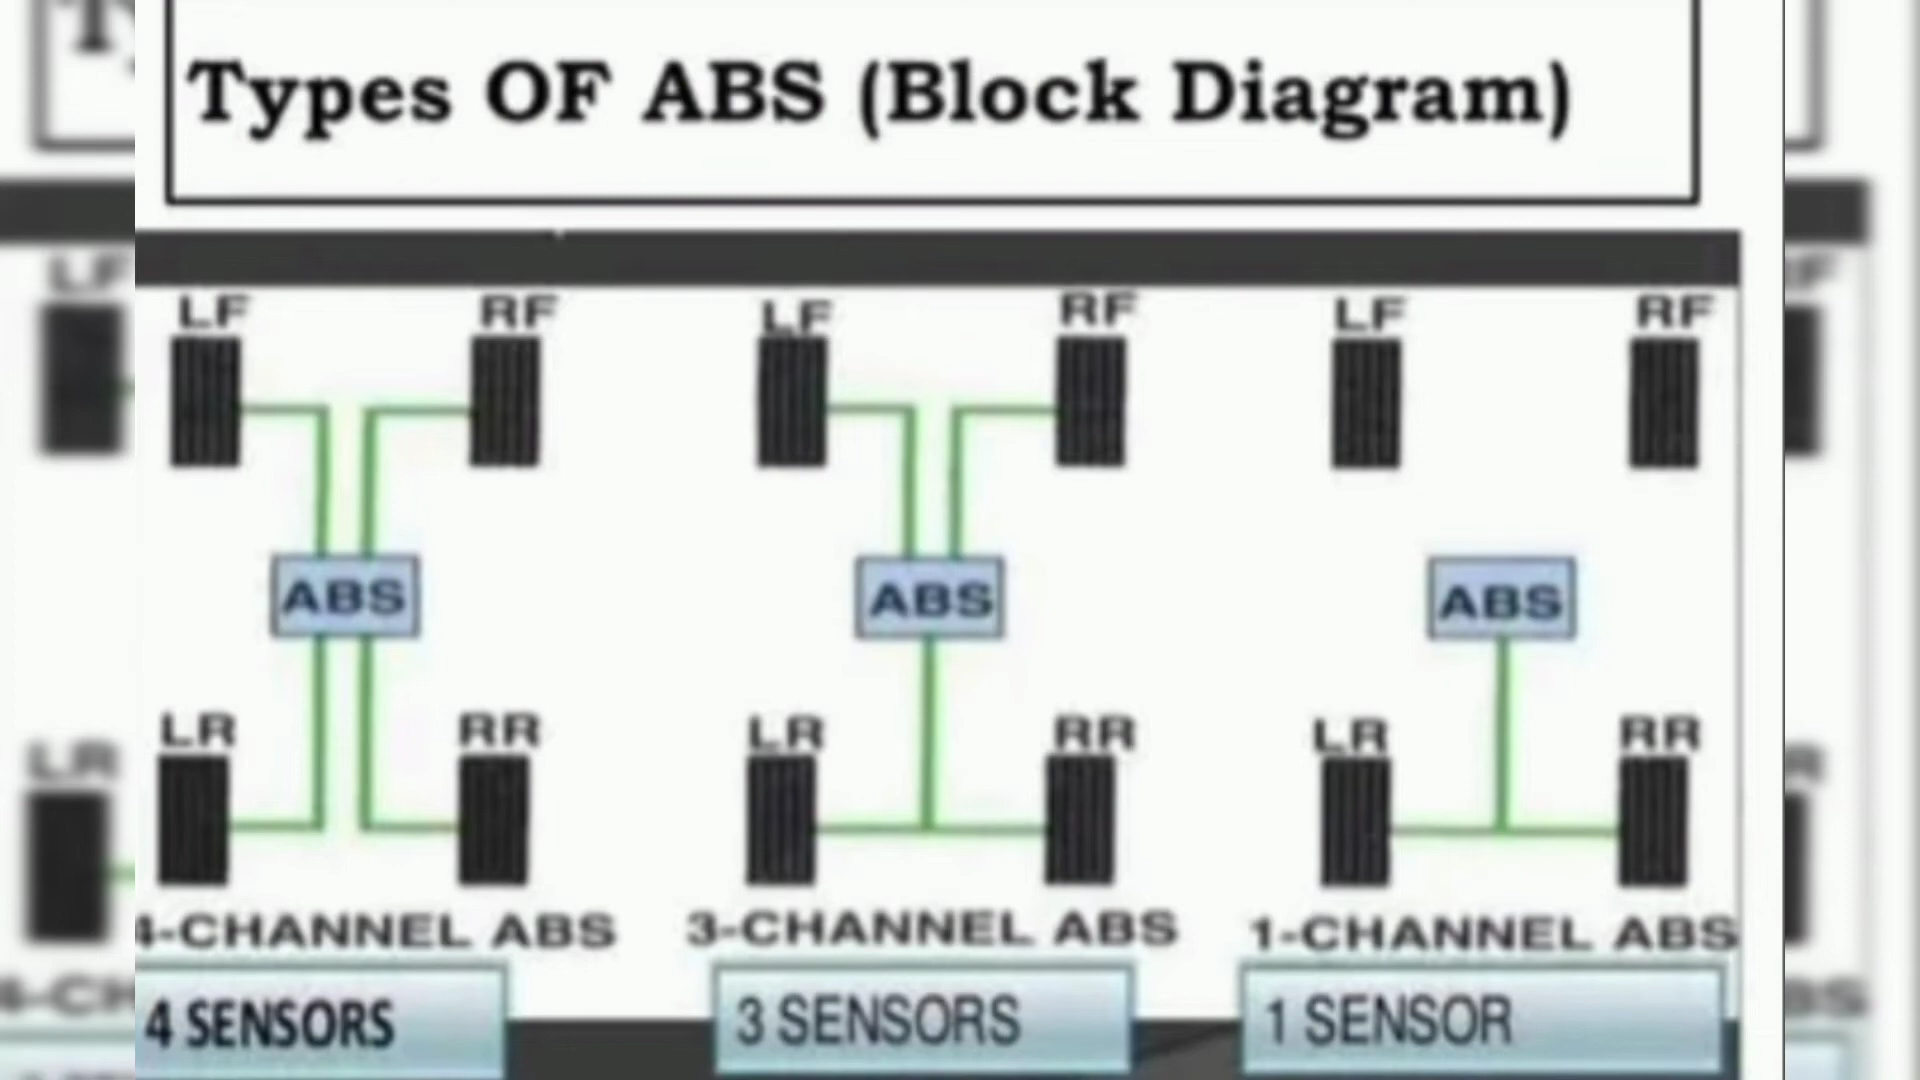 Types OF ABS (Block Diagram)
LF RF LF RF LF RF
ABS ABS ABS
LR RR LR RR LR RR
4-CHANNEL ABS 3-CHANNEL ABS 1-CHANNEL ABS
4 SENSORS 3 SENSORS 1 SENSOR